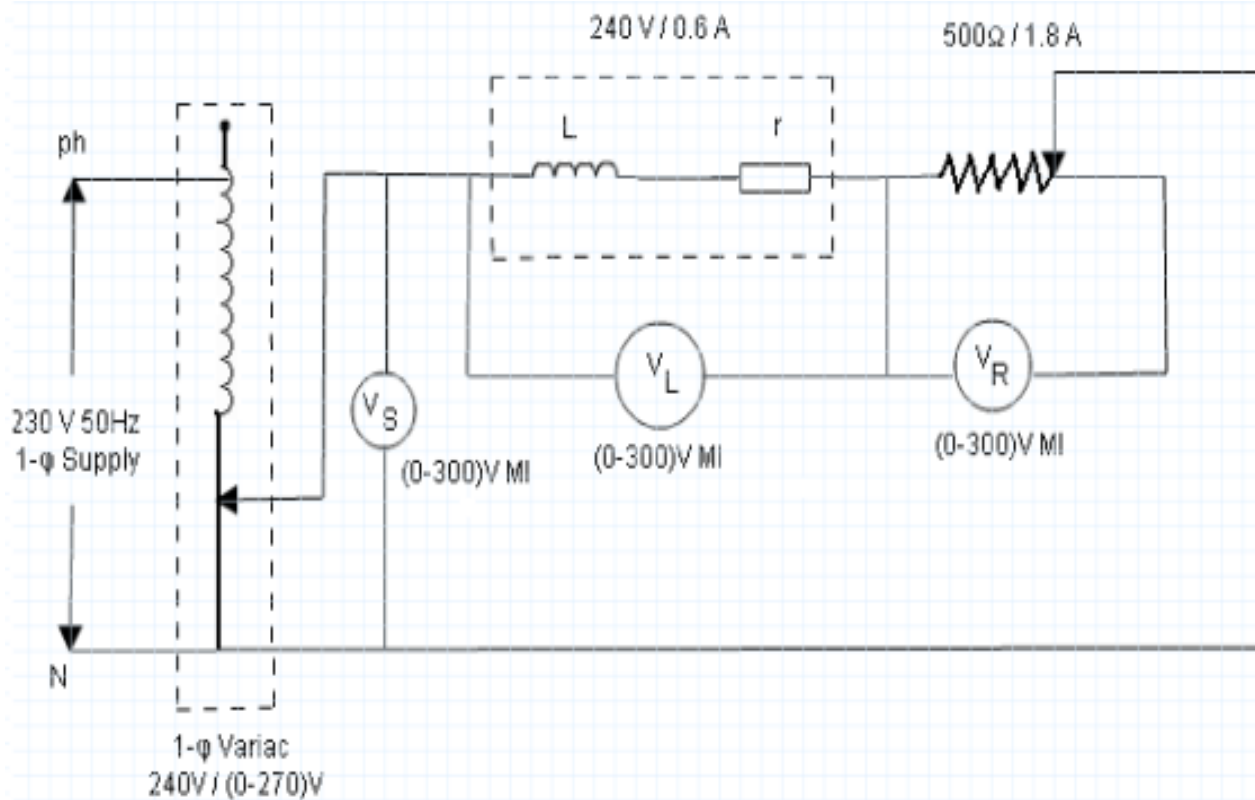 240 V / 0.6 A
500Ω / 1.8 A
ph
L
r
230 V 50Hz
1-φ Supply
V_S
V_L
V_R
(0-300)V MI
(0-300)V MI
(0-300)V MI
N
1-φ Variac
240V / (0-270)V